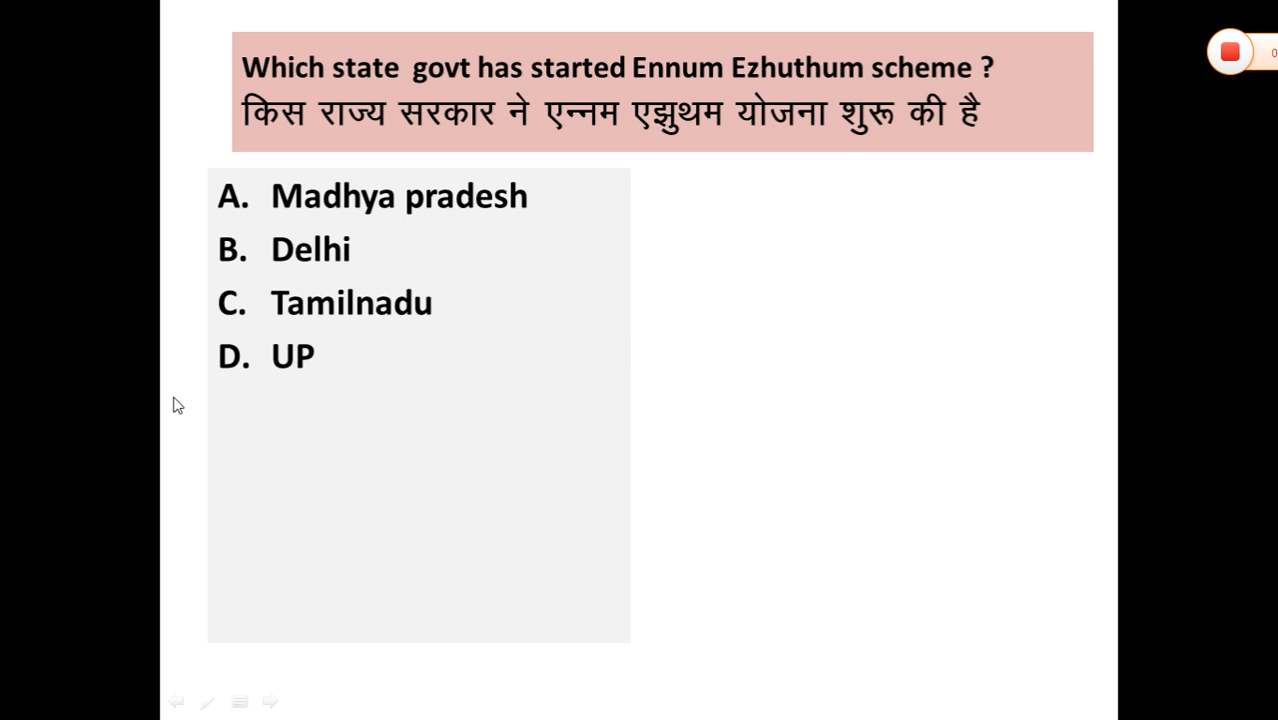 Which state govt has started Ennum Ezhuthum scheme ?
किस राज्य सरकार ने एन्नम एझुथम योजना शुरू की है
A. Madhya pradesh
B. Delhi
C. Tamilnadu
D. UP
0